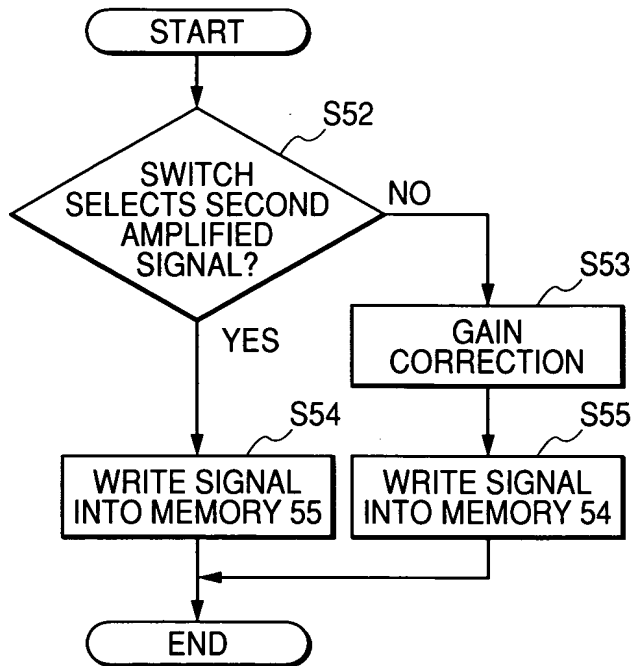 START
S52
SWITCH
SELECTS SECOND
AMPLIFIED
SIGNAL?
NO
YES
S53
GAIN
CORRECTION
S54
WRITE SIGNAL
INTO MEMORY 55
S55
WRITE SIGNAL
INTO MEMORY 54
END